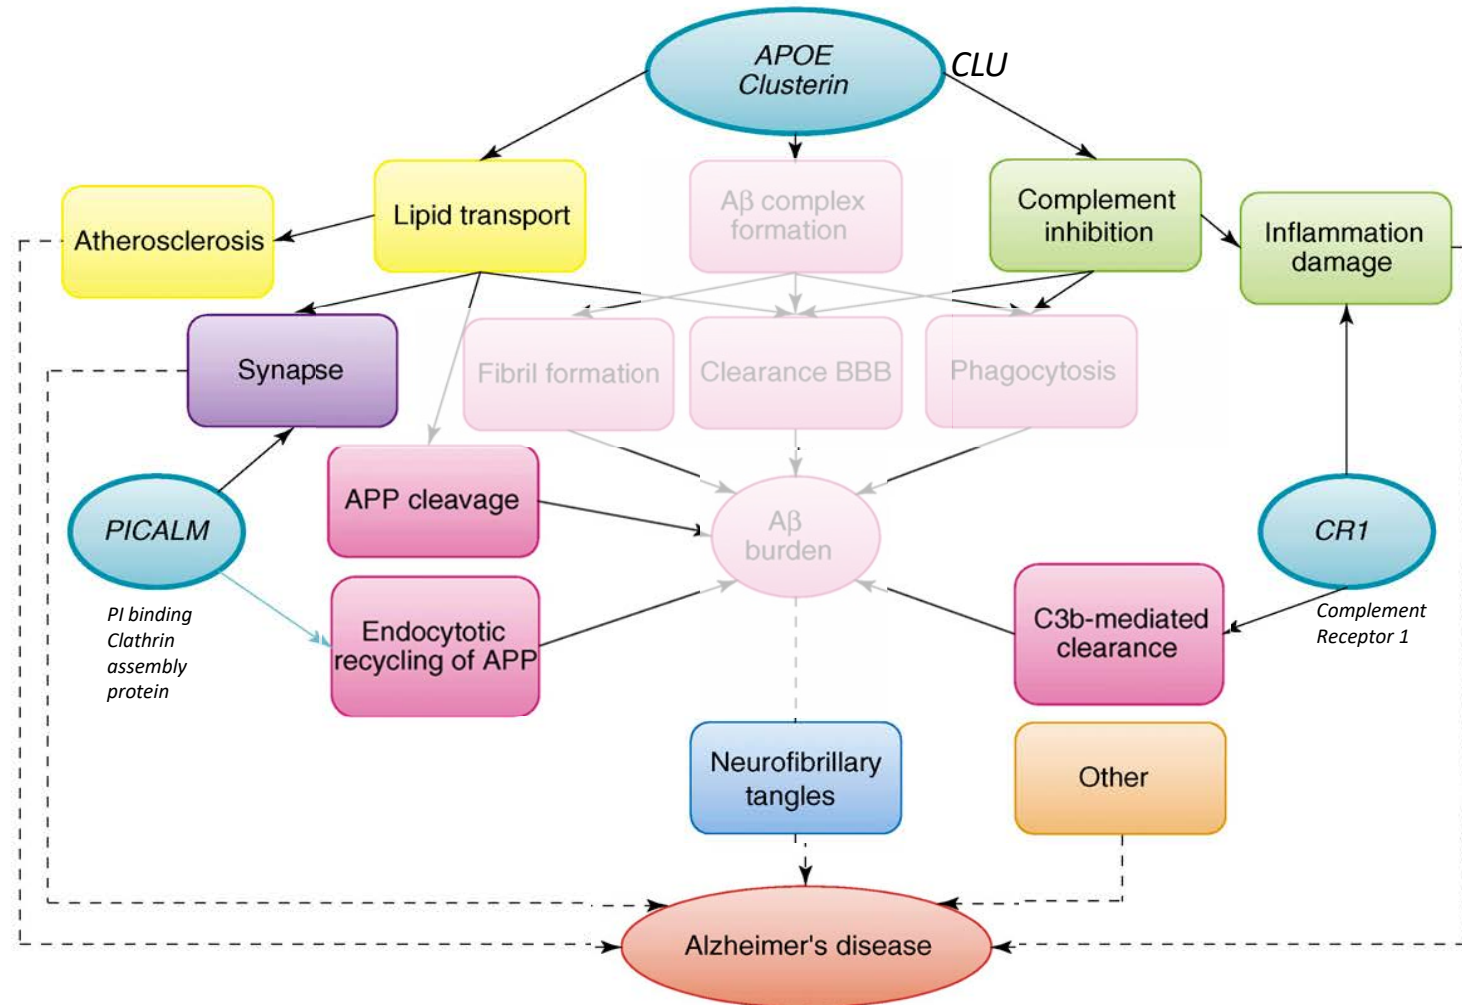 APOE
Clusterin
CLU
Atherosclerosis
Lipid transport
Aβ complex
formation
Complement
inhibition
Inflammation
damage
Synapse
Fibril formation
Clearance BBB
Phagocytosis
APP cleavage
Aβ
burden
PICALM
CR1
PI binding
Clathrin
assembly
protein
Endocytotic
recycling of APP
C3b-mediated
clearance
Complement
Receptor 1
Neurofibrillary
tangles
Other
Alzheimer's disease